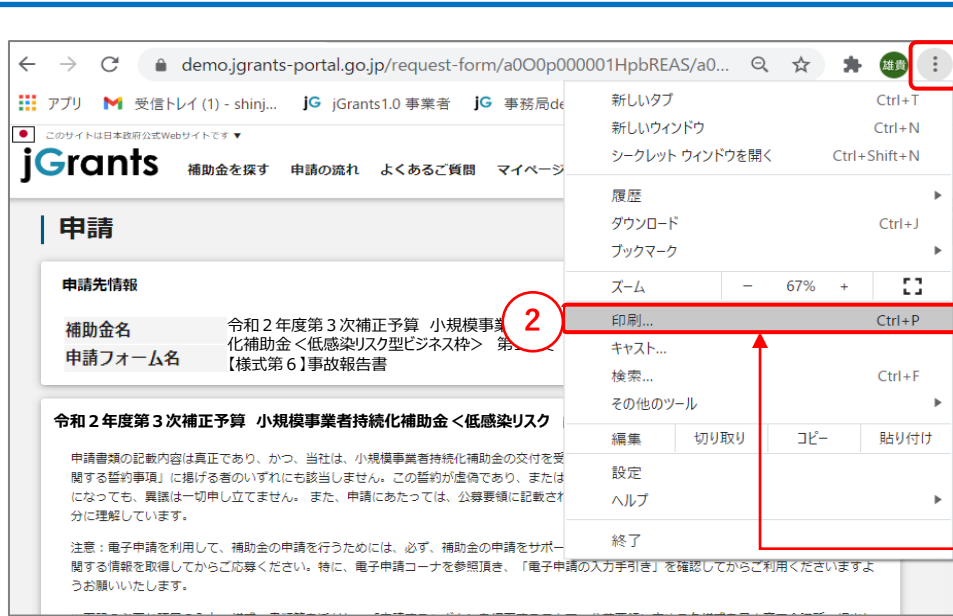 demo.jgrants-portal.go.jp/request-form/a0O0p000001HpbREAS/a0...
雄貴
アプリ 受信トレイ (1) - shinj... jG jGrants1.0 事業者 jG 事務局de
このサイトは日本政府公式Webサイトです ▼
jGrants 補助金を探す 申請の流れ よくあるご質問 マイページ
申請
申請先情報
補助金名 令和２年度第３次補正予算 小規模事業
化補助金＜低感染リスク型ビジネス枠＞ 第
申請フォーム名 【様式第６】事故報告書
令和２年度第３次補正予算 小規模事業者持続化補助金＜低感染リスク
申請書類の記載内容は真正であり、かつ、当社は、小規模事業者持続化補助金の交付を受
関する誓約事項」に掲げる者のいずれにも該当しません。この誓約が虚偽であり、または
になっても、異議は一切申し立てません。 また、申請にあたっては、公募要領に記載され
分に理解しています。
注意：電子申請を利用して、補助金の申請を行うためには、必ず、補助金の申請をサポー
関する情報を取得してからご応募ください。特に、電子申請コーナを参照頂き、「電子申請の入力手引き」を確認してからご利用くださいますよ
うお願いいたします。
新しいタブ Ctrl+T
新しいウィンドウ Ctrl+N
シークレット ウィンドウを開く Ctrl+Shift+N
履歴
ダウンロード Ctrl+J
ブックマーク
ズーム − 67% +
2
印刷... Ctrl+P
キャスト...
検索... Ctrl+F
その他のツール
編集 切り取り コピー 貼り付け
設定
ヘルプ
終了